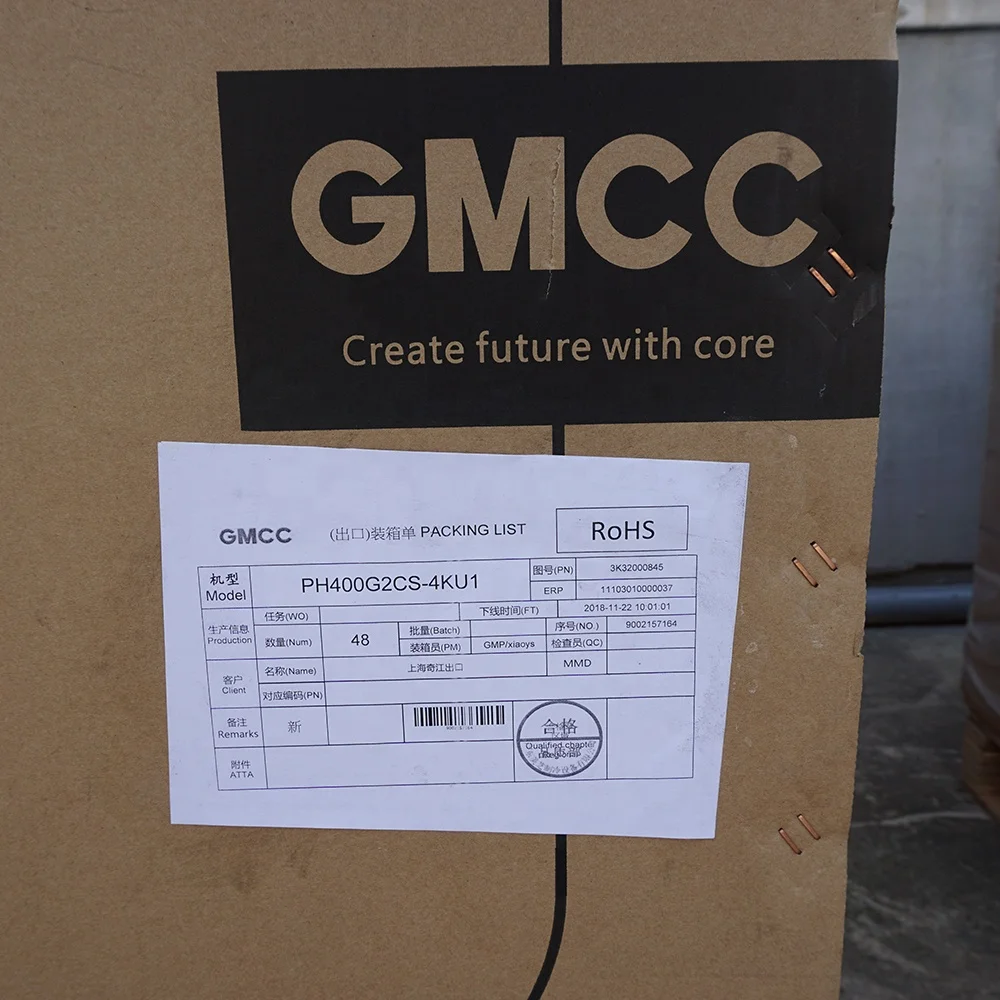 GMCC
Create future with core
GMCC (出口)装箱单 PACKING LIST RoHS
机型 Model PH400G2CS-4KU1 图号(PN) 3K32000845
ERP 11103010000037
生产信息 Production 任务(WO) 下线时间(FT) 2018-11-22 10:01:01
数量(Num) 48 批量(Batch) 序号(NO.) 9002157164
装箱员(PM) GMP/xiaoys 检查员(QC)
客户 Client 名称(Name) 上海奇江出口 MMD
对应编码(PN)
备注 Remarks 新
合格
Qualified chapter
附件 ATTA